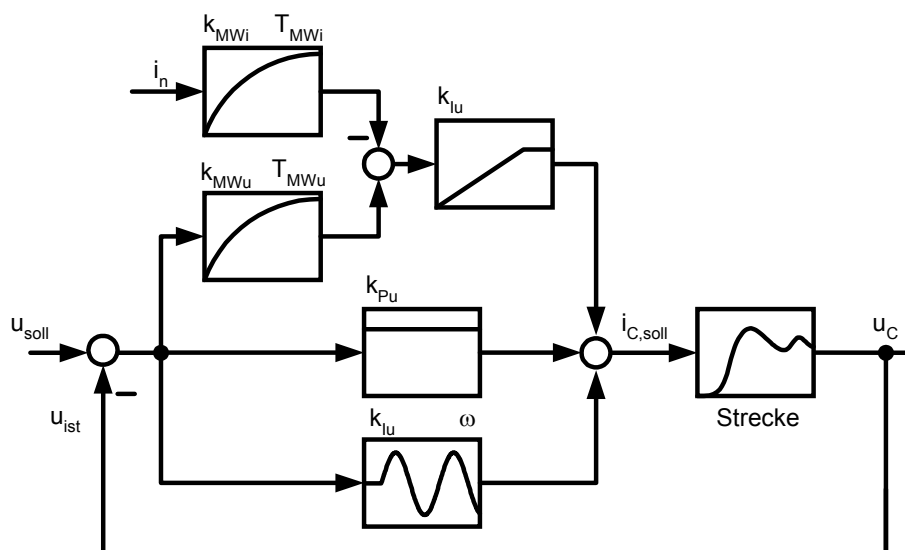 k_MWi T_MWi
i_n
k_Iu
k_MWu T_MWu
k_Pu
u_soll
i_C,soll
u_C
u_ist
Strecke
k_Iu ω